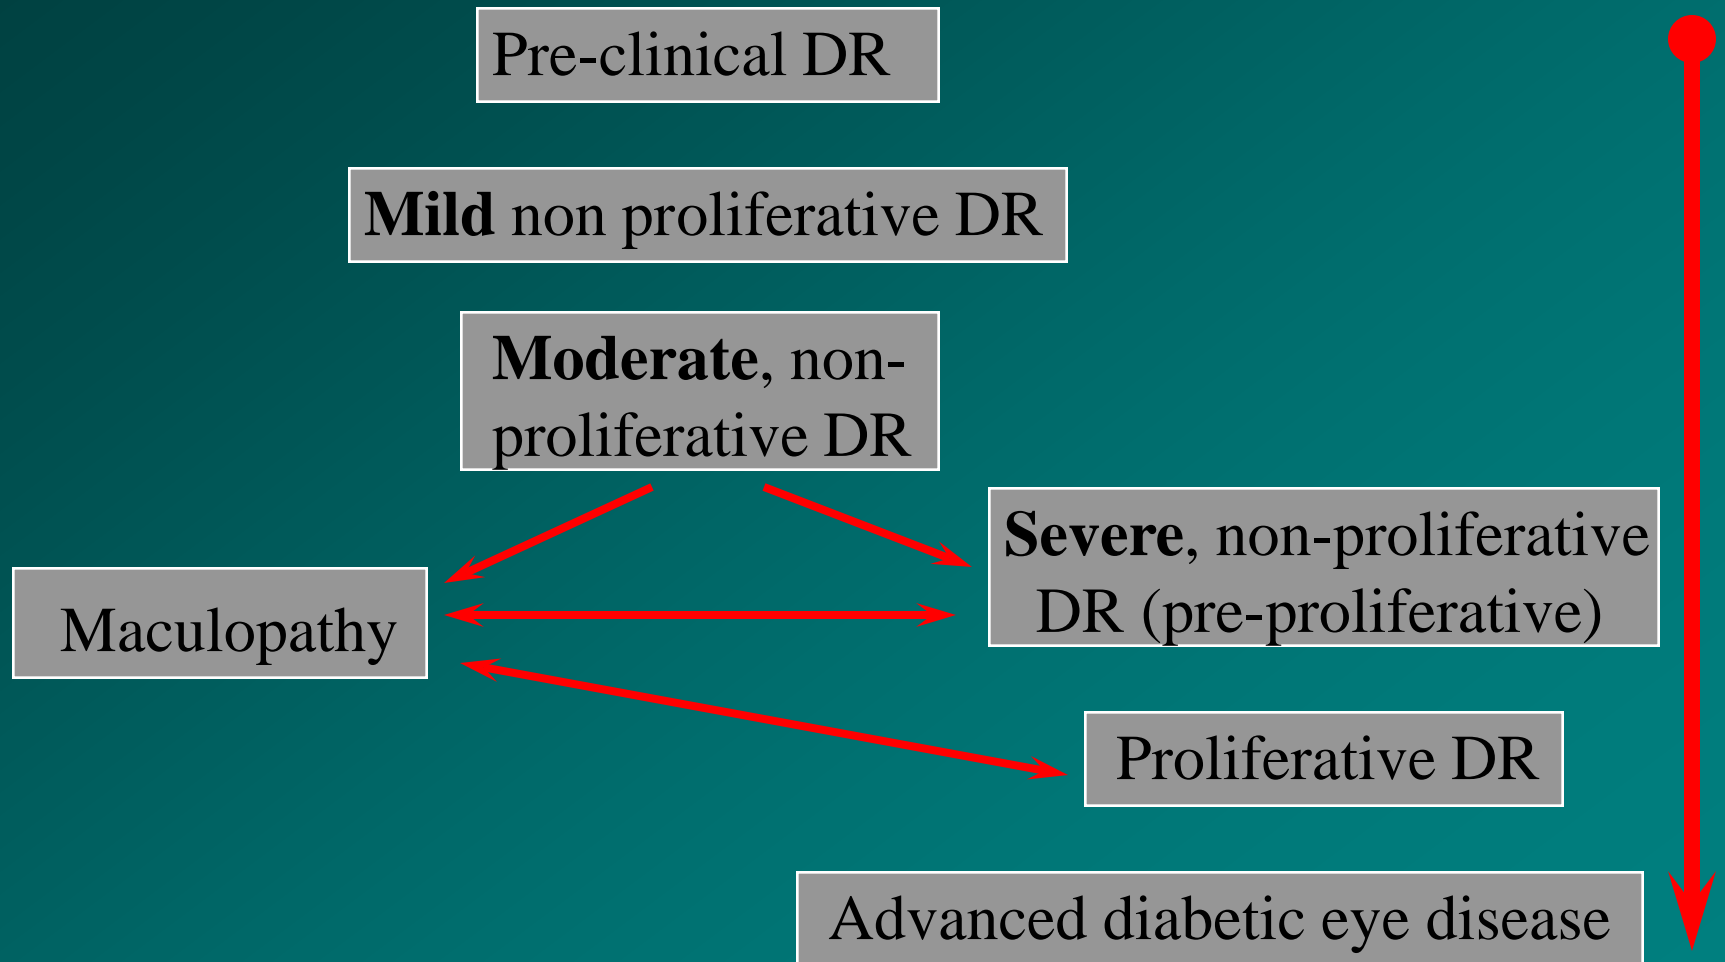 Pre-clinical DR
Mild non proliferative DR
Moderate, non-
proliferative DR
Severe, non-proliferative
DR (pre-proliferative)
Maculopathy
Proliferative DR
Advanced diabetic eye disease